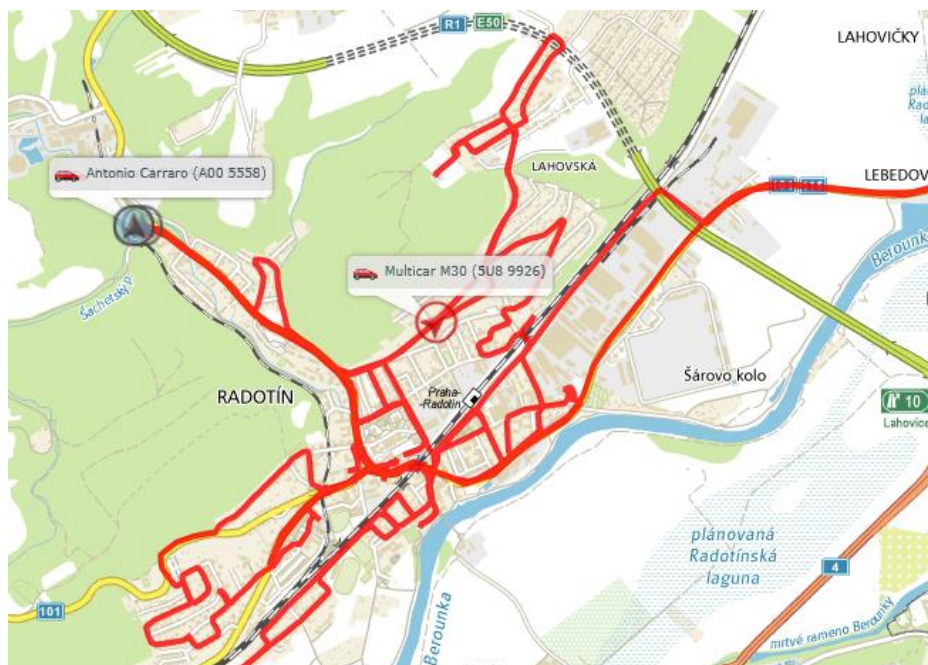 R1
E50
LAHOVIČKY
LAHOVSKÁ
LEBEDOV
Antonio Carraro (A00 5558)
Berounka
Šachetský P.
Multicar M30 (5U8 9926)
RADOTÍN
Praha-
-Radotín
Šárovo kolo
10
Lahovice
plánovaná
Radotínská
laguna
4
101
Berounka
mrtvé rameno Berounky